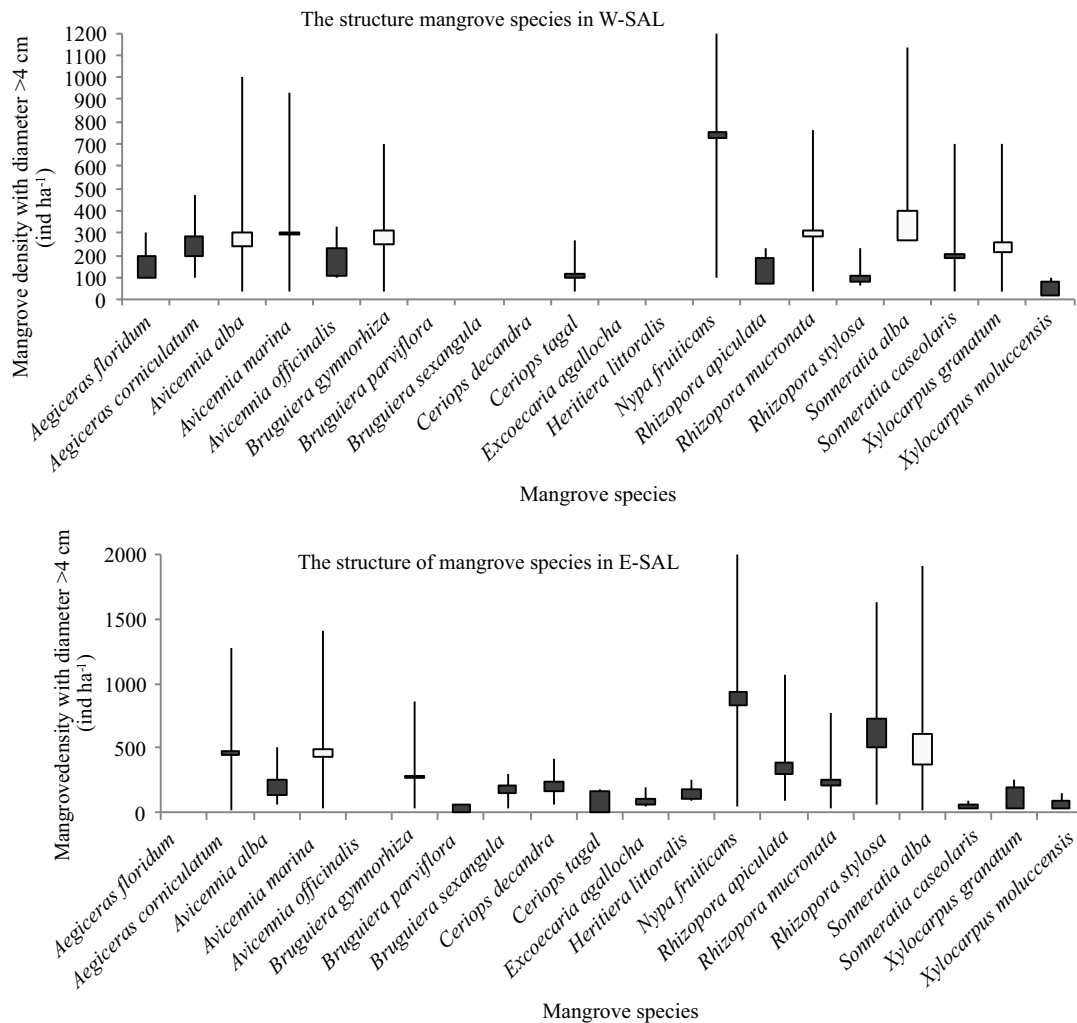 The structure mangrove species in W-SAL
Mangrove density with diameter >4 cm
(ind ha⁻¹)
1200
1100
1000
900
800
700
600
500
400
300
200
100
0
Aegiceras floridum
Aegiceras corniculatum
Avicennia alba
Avicennia marina
Avicennia officinalis
Bruguiera gymnorhiza
Bruguiera parviflora
Bruguiera sexangula
Ceriops decandra
Ceriops tagal
Excoecaria agallocha
Heritiera littoralis
Nypa fruiticans
Rhizopora apiculata
Rhizopora mucronata
Rhizopora stylosa
Sonneratia alba
Sonneratia caseolaris
Xylocarpus granatum
Xylocarpus moluccensis
Mangrove species
The structure of mangrove species in E-SAL
Mangrovedensity with diameter >4 cm
(ind ha⁻¹)
2000
1500
1000
500
0
Aegiceras floridum
Aegiceras corniculatum
Avicennia alba
Avicennia marina
Avicennia officinalis
Bruguiera gymnorhiza
Bruguiera parviflora
Bruguiera sexangula
Ceriops decandra
Ceriops tagal
Excoecaria agallocha
Heritiera littoralis
Nypa fruiticans
Rhizopora apiculata
Rhizopora mucronata
Rhizopora stylosa
Sonneratia alba
Sonneratia caseolaris
Xylocarpus granatum
Xylocarpus moluccensis
Mangrove species